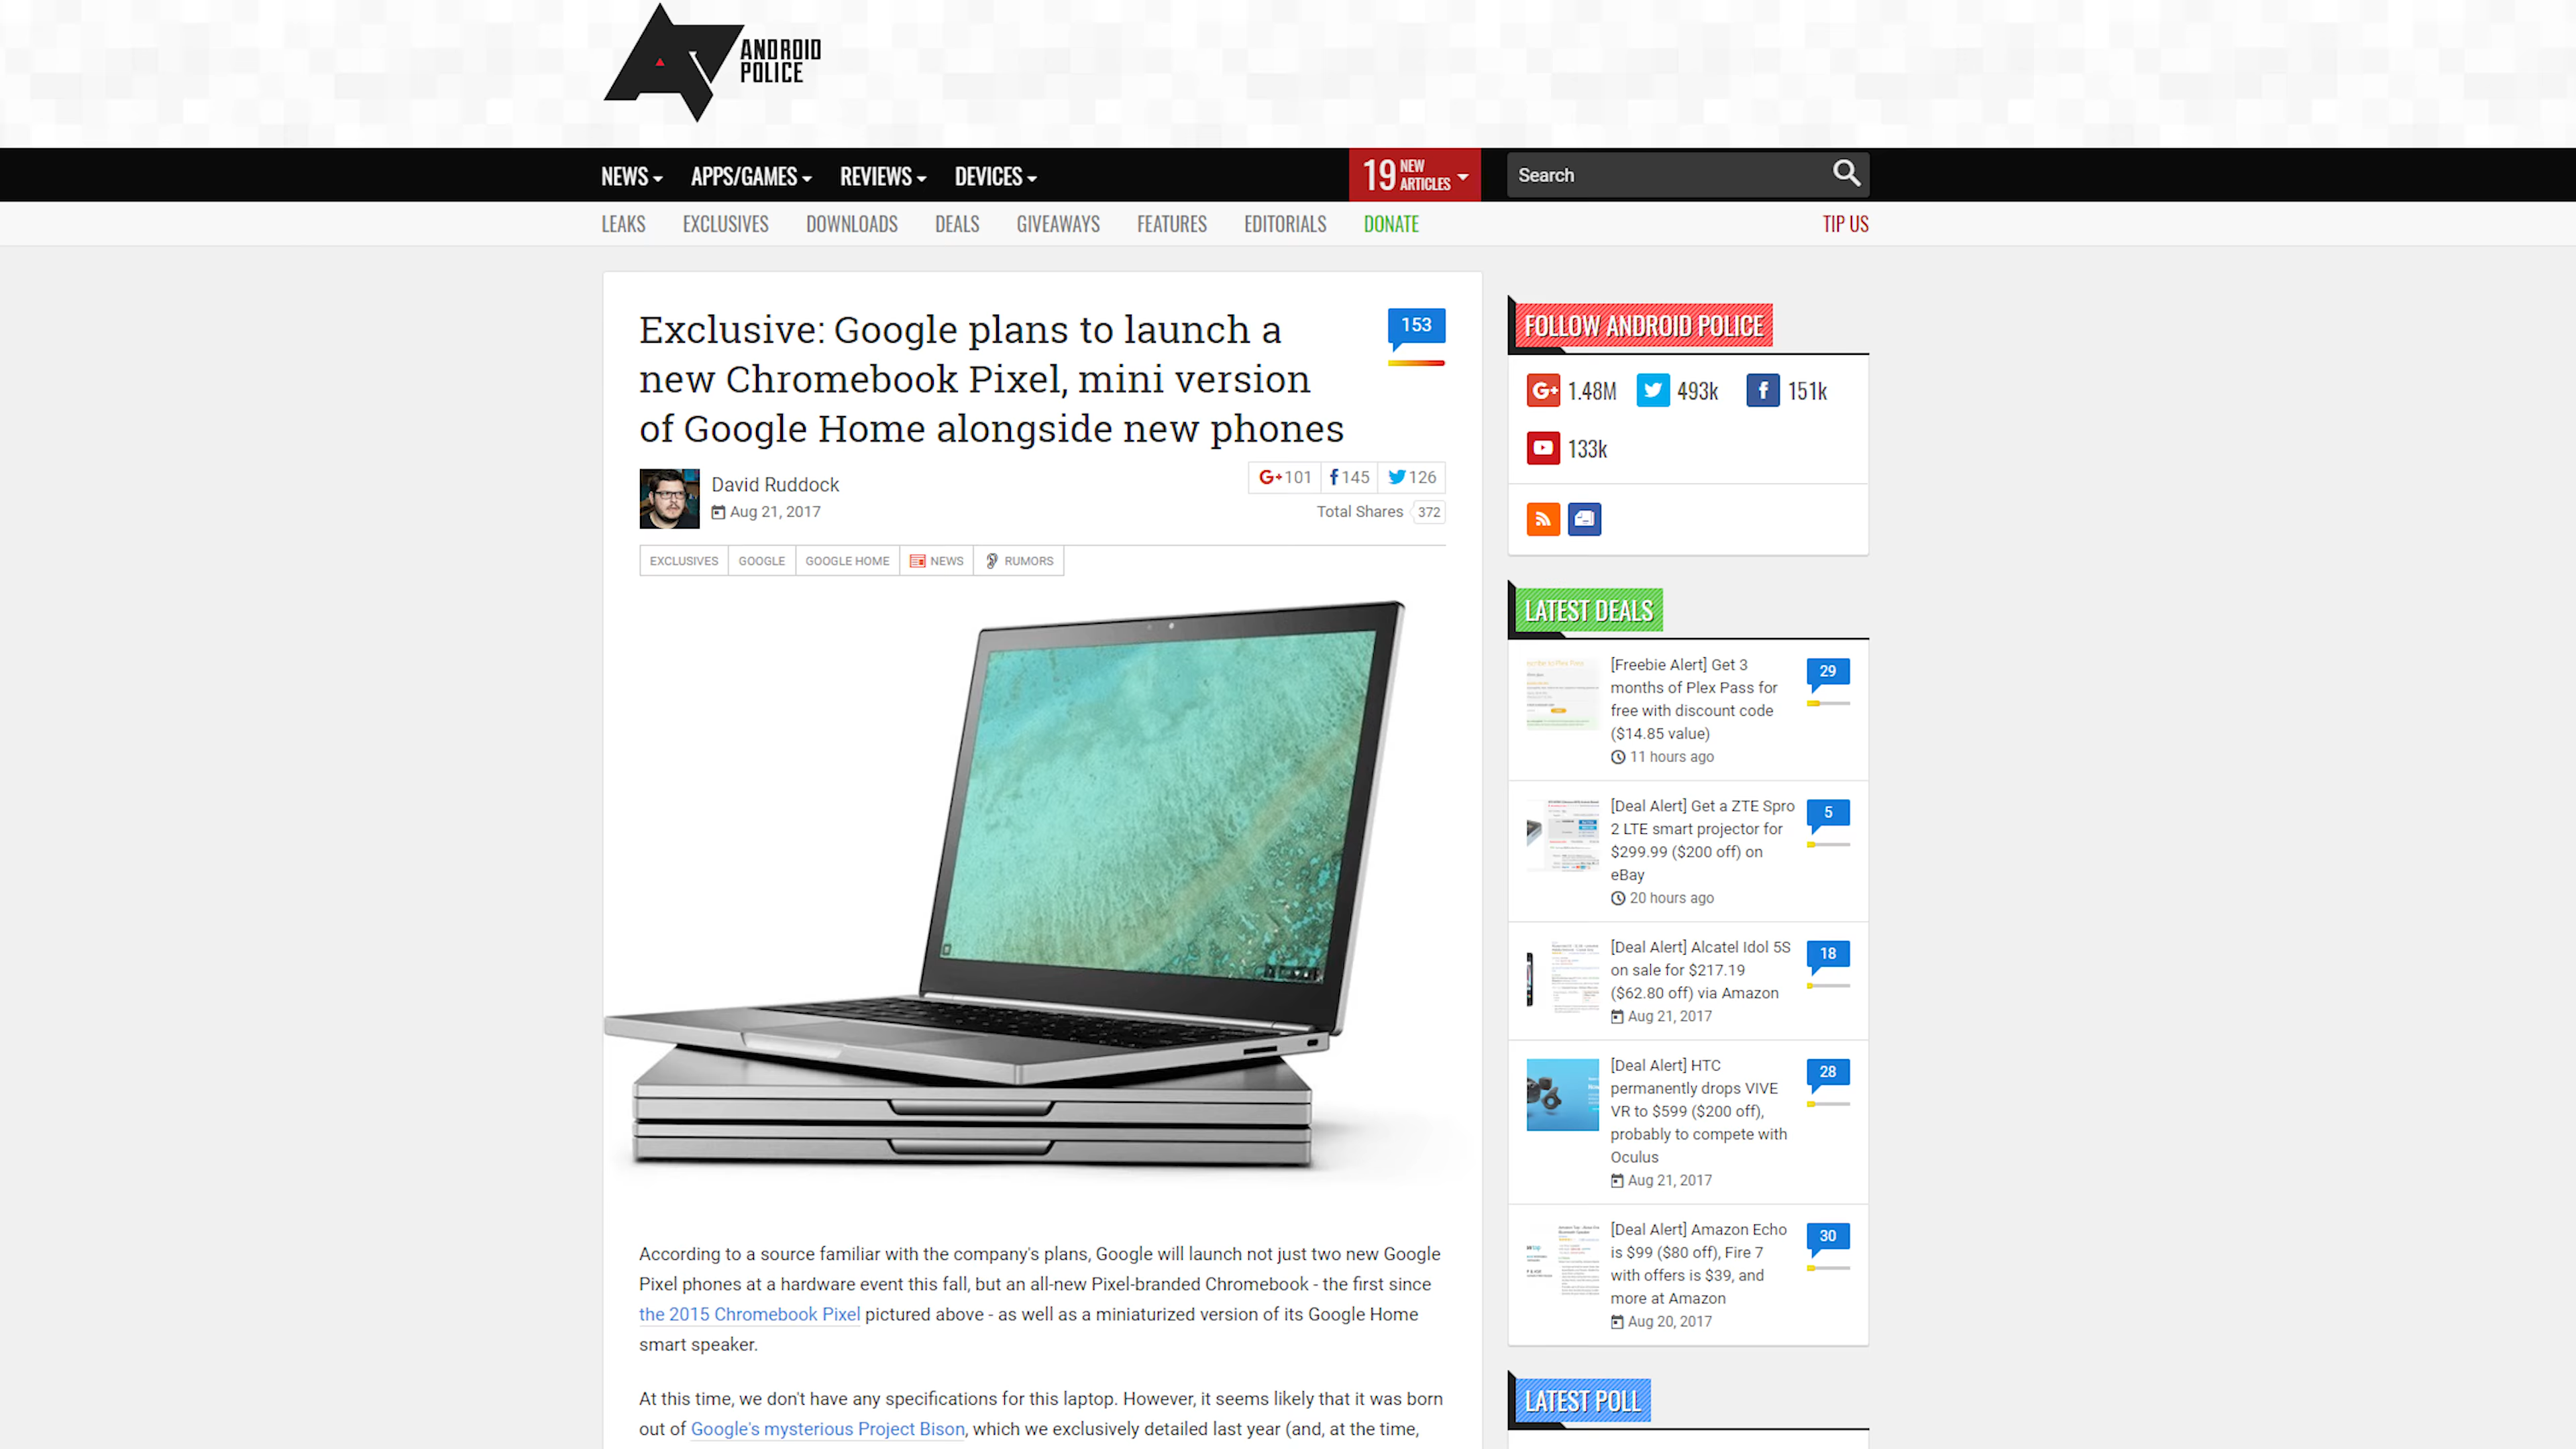 ANDROID
POLICE
NEWS
APPS/GAMES
REVIEWS
DEVICES
19 NEW ARTICLES
Search
LEAKS
EXCLUSIVES
DOWNLOADS
DEALS
GIVEAWAYS
FEATURES
EDITORIALS
DONATE
TIP US
Exclusive: Google plans to launch a
new Chromebook Pixel, mini version
of Google Home alongside new phones
153
David Ruddock
Aug 21, 2017
G+ 101
f 145
126
Total Shares 372
EXCLUSIVES
GOOGLE
GOOGLE HOME
NEWS
RUMORS
According to a source familiar with the company's plans, Google will launch not just two new Google
Pixel phones at a hardware event this fall, but an all-new Pixel-branded Chromebook - the first since
the 2015 Chromebook Pixel pictured above - as well as a miniaturized version of its Google Home
smart speaker.
At this time, we don't have any specifications for this laptop. However, it seems likely that it was born
out of Google's mysterious Project Bison, which we exclusively detailed last year (and, at the time,
FOLLOW ANDROID POLICE
G+ 1.48M
493k
f 151k
133k
LATEST DEALS
[Freebie Alert] Get 3
months of Plex Pass for
free with discount code
($14.85 value)
11 hours ago
29
[Deal Alert] Get a ZTE Spro
2 LTE smart projector for
$299.99 ($200 off) on
eBay
20 hours ago
5
[Deal Alert] Alcatel Idol 5S
on sale for $217.19
($62.80 off) via Amazon
Aug 21, 2017
18
[Deal Alert] HTC
permanently drops VIVE
VR to $599 ($200 off),
probably to compete with
Oculus
Aug 21, 2017
28
[Deal Alert] Amazon Echo
is $99 ($80 off), Fire 7
with offers is $39, and
more at Amazon
Aug 20, 2017
30
LATEST POLL